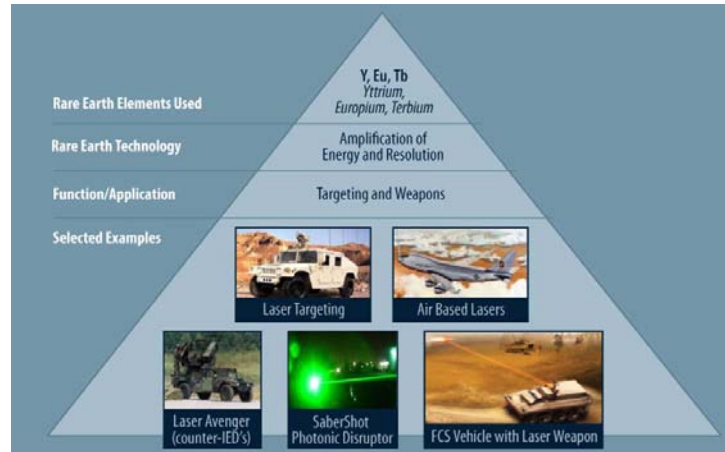 Y, Eu, Tb
Yttrium,
Europium, Terbium
Rare Earth Elements Used
Rare Earth Technology
Amplification of
Energy and Resolution
Function/Application
Targeting and Weapons
Selected Examples
Laser Targeting
Air Based Lasers
Laser Avenger
(counter-IED's)
SaberShot
Photonic Disruptor
FCS Vehicle with Laser Weapon